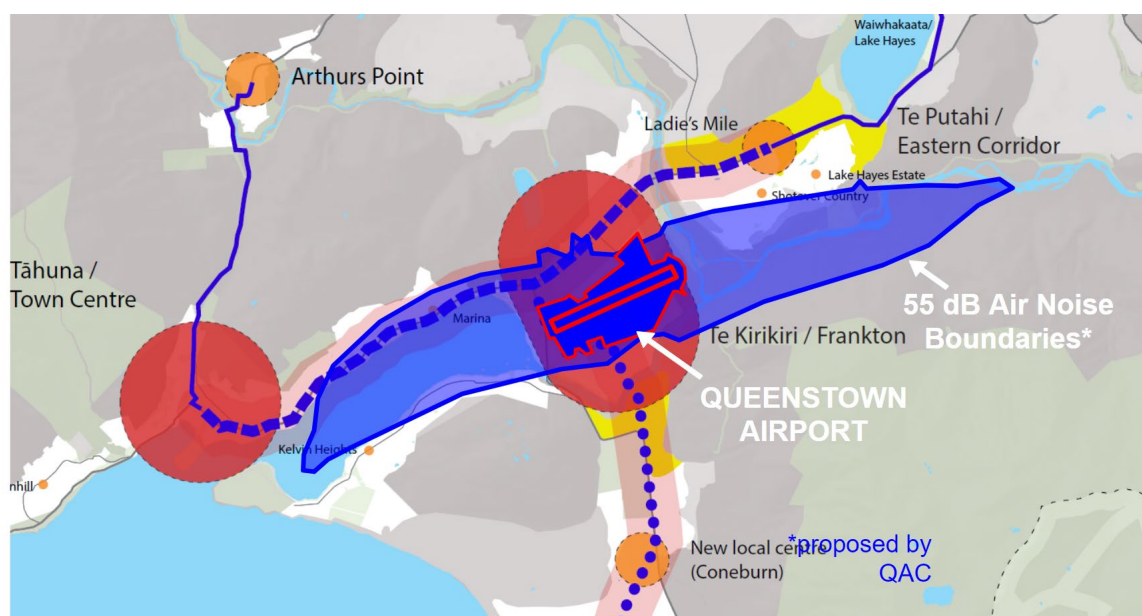 Waiwhakaata/
Lake Hayes
Arthurs Point
Ladie's Mile
Te Putahi /
Eastern Corridor
Lake Hayes Estate
Shotover Country
Tāhuna /
Town Centre
Marina
55 dB Air Noise
Boundaries*
Te Kirikiri / Frankton
QUEENSTOWN
AIRPORT
Kelvin Heights
nhill
New local centre
(Coneburn)
*proposed by
QAC